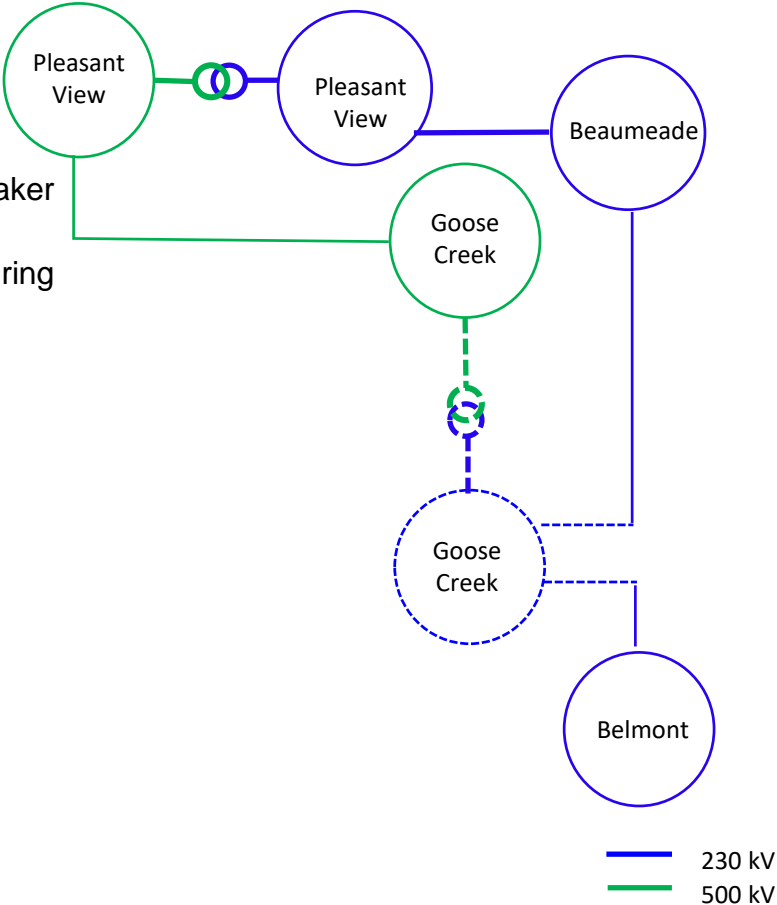 Pleasant
View
Pleasant
View
Beaumeade
aker
Goose
Creek
ring
Goose
Creek
Belmont
230 kV
500 kV